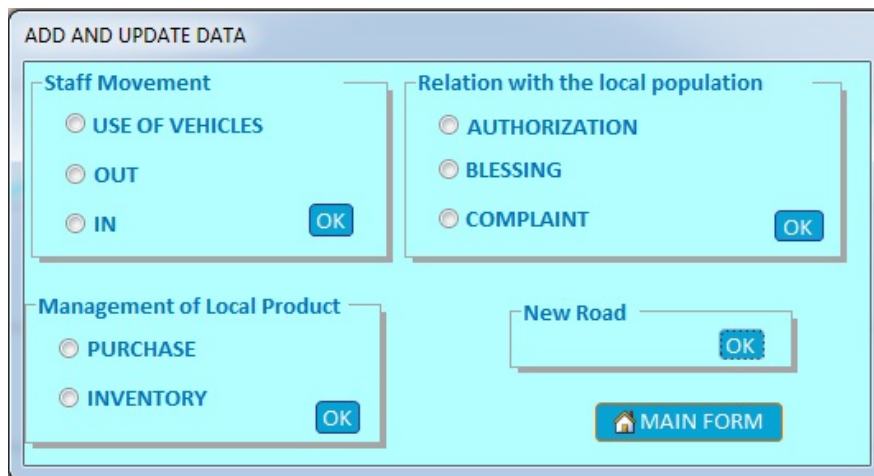 ADD AND UPDATE DATA
Staff Movement
USE OF VEHICLES
OUT
IN
OK
Relation with the local population
AUTHORIZATION
BLESSING
COMPLAINT
OK
Management of Local Product
PURCHASE
INVENTORY
OK
New Road
OK
MAIN FORM